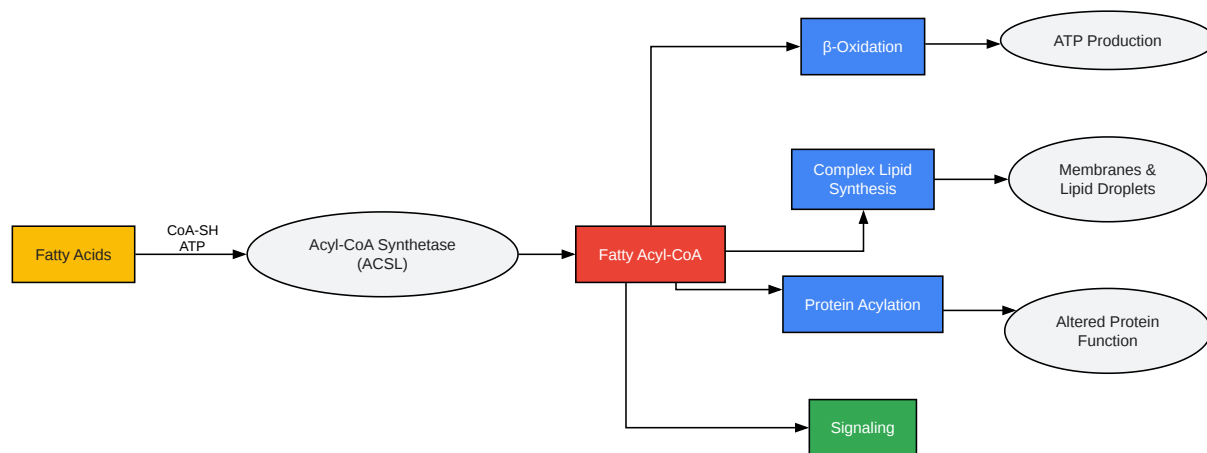 β-Oxidation
ATP Production
Complex Lipid
Synthesis
Membranes &
Lipid Droplets
CoA-SH
ATP
Fatty Acids
Acyl-CoA Synthetase
(ACSL)
Fatty Acyl-CoA
Protein Acylation
Altered Protein
Function
Signaling